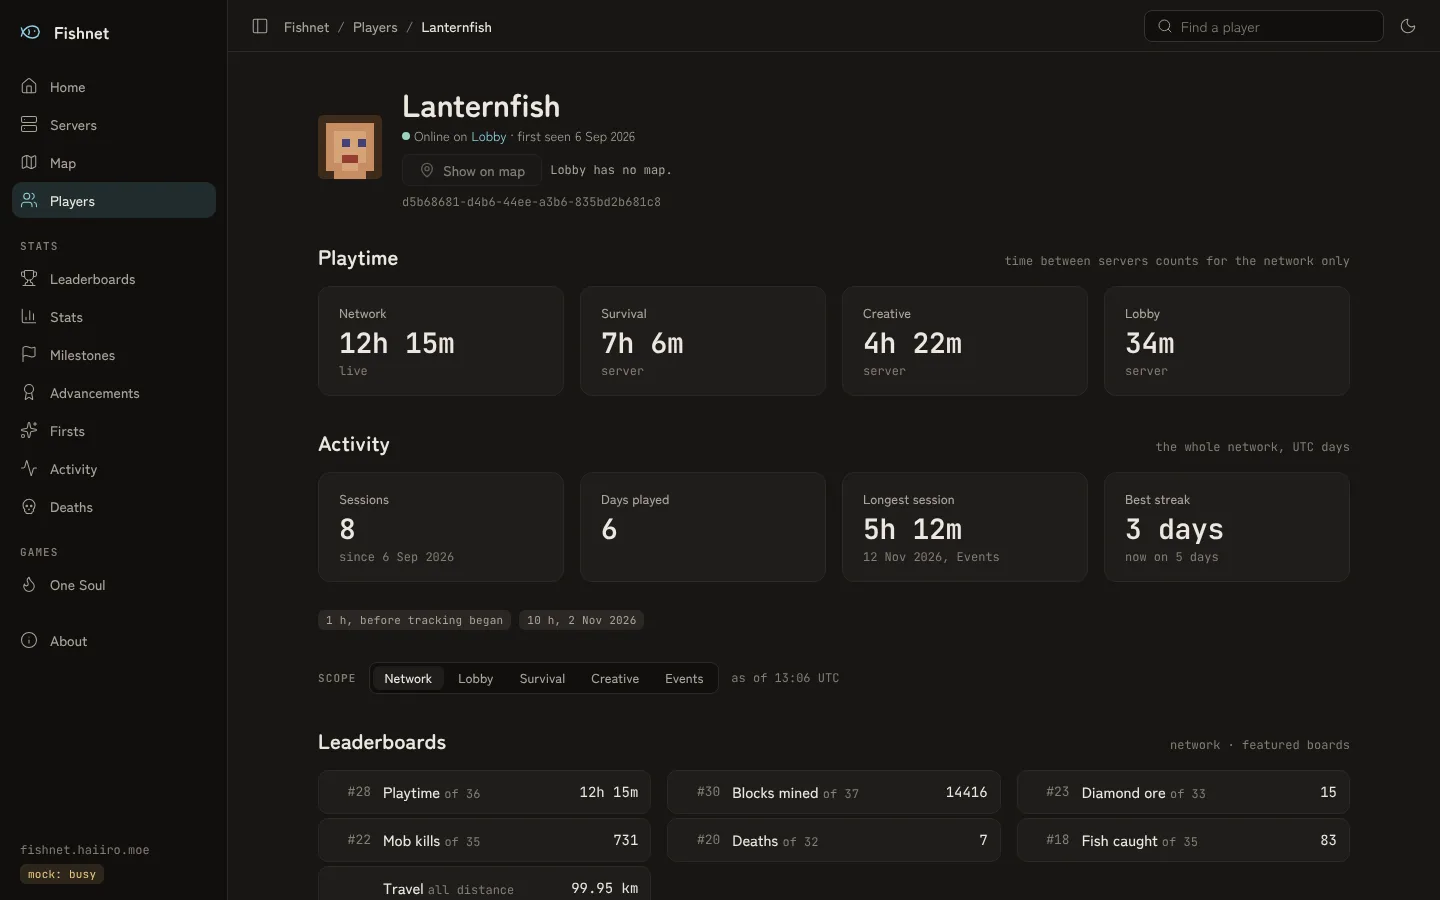 Fishnet
Home
Servers
Map
Players
STATS
Leaderboards
Stats
Milestones
Advancements
Firsts
Activity
Deaths
GAMES
One Soul
About
fishnet.haiiro.moe
mock: busy
Fishnet / Players / Lanternfish
Find a player
Lanternfish
Online on Lobby · first seen 6 Sep 2026
Show on map Lobby has no map.
d5b68681-d4b6-44ee-a3b6-835bd2b681c8
Playtime
time between servers counts for the network only
Network
12h 15m
live
Survival
7h 6m
server
Creative
4h 22m
server
Lobby
34m
server
Activity
the whole network, UTC days
Sessions
8
since 6 Sep 2026
Days played
6
Longest session
5h 12m
12 Nov 2026, Events
Best streak
3 days
now on 5 days
1 h, before tracking began
10 h, 2 Nov 2026
SCOPE Network Lobby Survival Creative Events as of 13:06 UTC
Leaderboards
network · featured boards
#28 Playtime of 36 12h 15m
#30 Blocks mined of 37 14416
#23 Diamond ore of 33 15
#22 Mob kills of 35 731
#20 Deaths of 32 7
#18 Fish caught of 35 83
Travel all distance 99.95 km